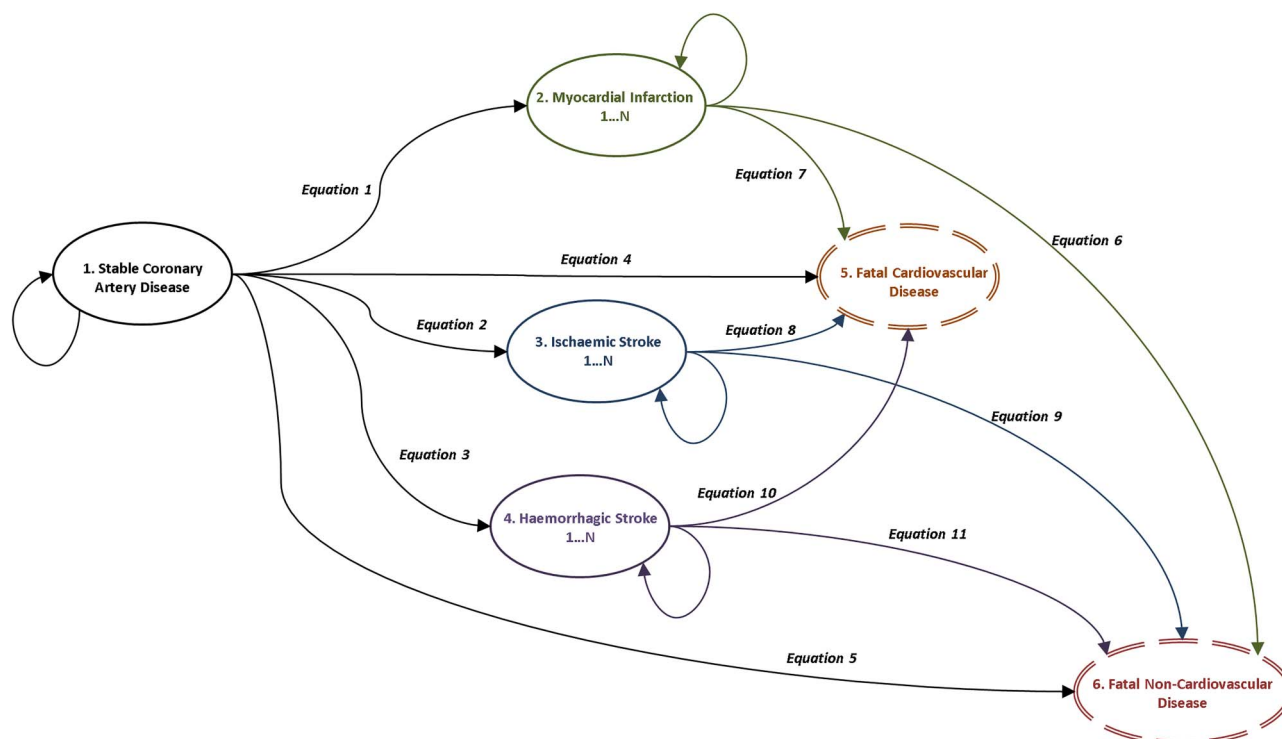 2. Myocardial Infarction
1...N
Equation 7
Equation 1
Equation 6
1. Stable Coronary
Artery Disease
Equation 4
5. Fatal Cardiovascular
Disease
Equation 2
3. Ischaemic Stroke
1...N
Equation 8
Equation 9
Equation 3
4. Haemorrhagic Stroke
1...N
Equation 10
Equation 11
Equation 5
6. Fatal Non-Cardiovascular
Disease